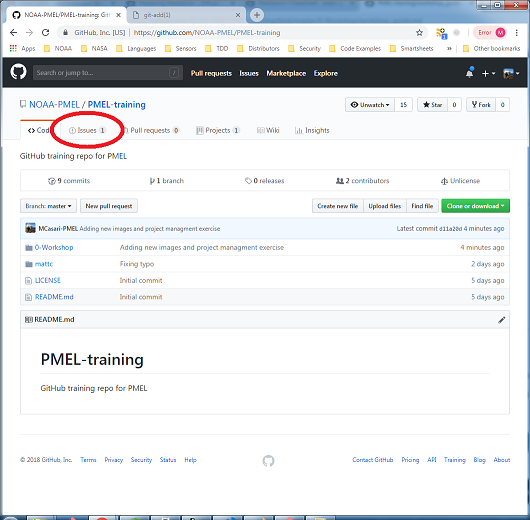 NOAA-PMEL/PMEL-training: Git
git-add(1)
GitHub, Inc. [US] https://github.com/NOAA-PMEL/PMEL-training
Error M
Apps NOAA NASA Languages Sensors TDD Distributors Security Code Examples Smartsheets » Other bookmarks
Search or jump to... / Pull requests Issues Marketplace Explore
NOAA-PMEL / PMEL-training Unwatch 15 Star 0 Fork 0
Code Issues 1 Pull requests 0 Projects 1 Wiki Insights
GitHub training repo for PMEL
9 commits 1 branch 0 releases 2 contributors Unlicense
Branch: master New pull request Create new file Upload files Find file Clone or download
MCasari-PMEL Adding new images and project managment exercise Latest commit d11a20d 4 minutes ago
0-Workshop Adding new images and project managment exercise 4 minutes ago
mattc Fixing typo 2 days ago
LICENSE Initial commit 5 days ago
README.md Initial commit 5 days ago
README.md
PMEL-training
GitHub training repo for PMEL
© 2018 GitHub, Inc. Terms Privacy Security Status Help Contact GitHub Pricing API Training Blog About